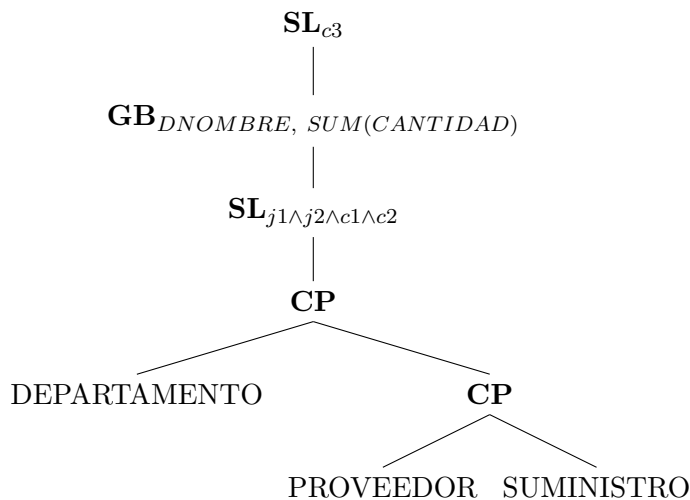 SL_{c3}
GB_{DNOMBRE, SUM(CANTIDAD)}
SL_{j1∧j2∧c1∧c2}
CP
DEPARTAMENTO CP
PROVEEDOR SUMINISTRO